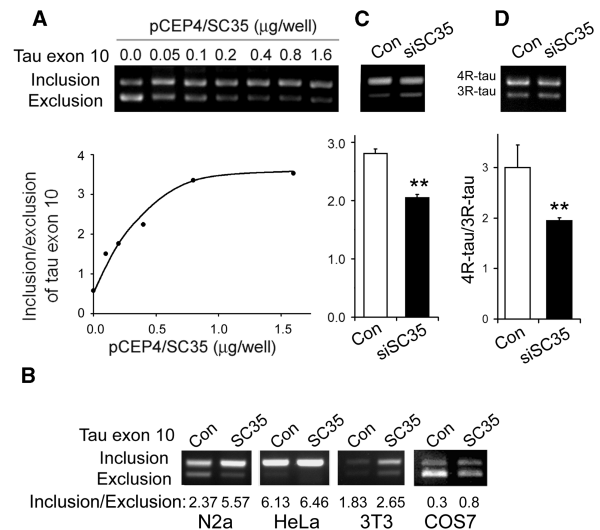 A
pCEP4/SC35 (μg/well)
Tau exon 10 0.0 0.05 0.1 0.2 0.4 0.8 1.6
Inclusion
Exclusion
Inclusion/exclusion
of tau exon 10
4
3
2
1
0
0.0 0.5 1.0 1.5
pCEP4/SC35 (μg/well)
C
Con siSC35
3.0
2.0
1.0
0.0
**
Con siSC35
D
Con siSC35
4R-tau
3R-tau
4R-tau/3R-tau
3
2
1
0
**
Con siSC35
B
Tau exon 10 Con SC35 Con SC35 Con SC35 Con SC35
Inclusion
Exclusion
Inclusion/Exclusion: 2.37 5.57 6.13 6.46 1.83 2.65 0.3 0.8
N2a HeLa 3T3 COS7